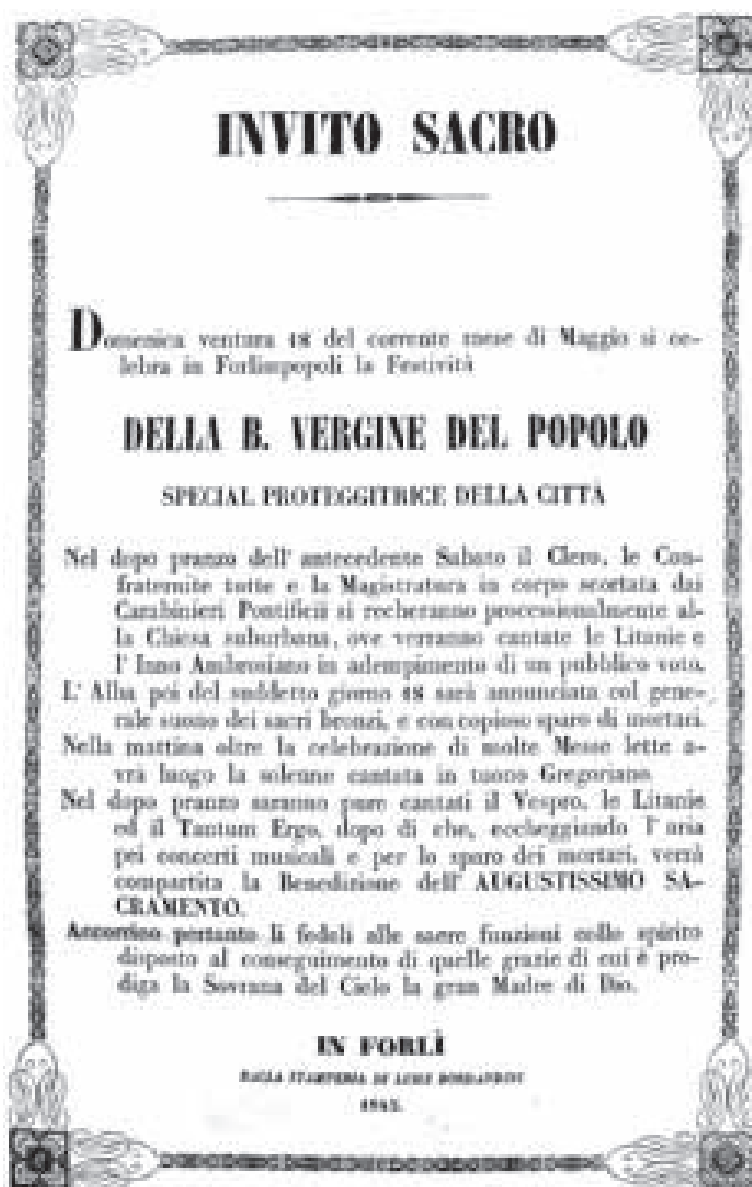 INVITO SACRO
Domenica ventura 18 del corrente mese di Maggio si ce-
lebra in Forlimpopoli la Festività
DELLA B. VERGINE DEL POPOLO
SPECIAL PROTEGGITRICE DELLA CITTÀ
Nel dopo pranzo dell' antecedente Sabato il Clero, le Con-
fraternite tutte e la Magistratura in corpo scortata dai
Carabinieri Pontificii si recheranno processionalmente al-
la Chiesa suburbana, ove verranno cantate le Litanie e
l' Inno Ambrosiano in adempimento di un pubblico voto.
L' Alba poi del suddetto giorno 18 sarà annunciata col gene-
rale suono dei sacri bronzi, e con copioso sparo di mortari.
Nella mattina oltre la celebrazione di molte Messe lette a-
vrà luogo la solenne cantata in tuono Gregoriano.
Nel dopo pranzo saranno pure cantati il Vespro, le Litanie
ed il Tantum Ergo, dopo di che, eccheggiando l' aria
pei concerti musicali e per lo sparo dei mortari, verrà
compartita la Benedizione dell' AUGUSTISSIMO SA-
CRAMENTO.
Accorrino pertanto li fedeli alle sacre funzioni collo spirito
disposto al conseguimento di quelle grazie di cui è pro-
diga la Sovrana del Cielo la gran Madre di Dio.
IN FORLÌ
DALLA STAMPERIA DI LUIGI BORDANDINI